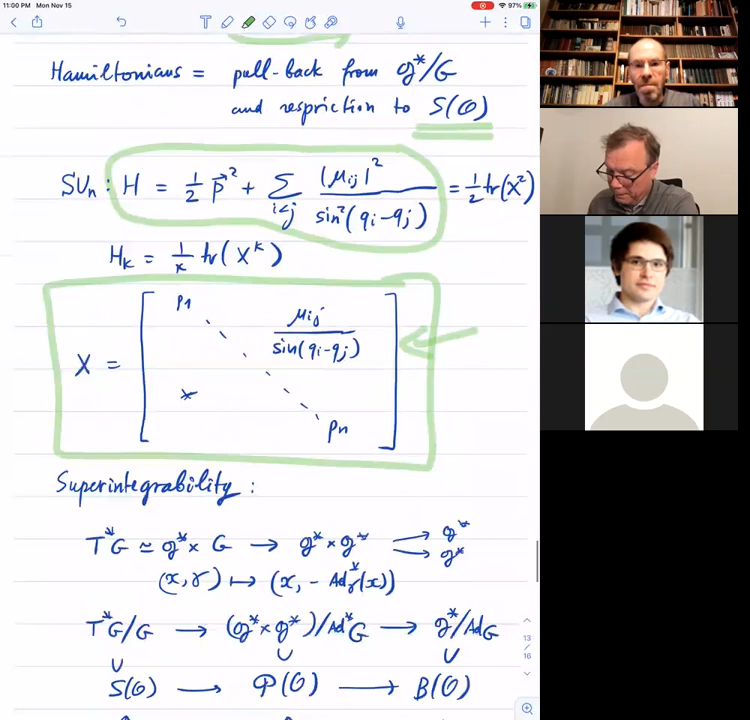 11:00 PM Mon Nov 15
97%
Hamiltonians = pull-back from g*/G
and respriction to S(O)
SUn : H = 1/2 p⃗² + Σ_{i<j} |μij|² / sin²(qi-qj) = 1/2 tr(X²)
Hk = 1/k tr(X^k)
X = [ p1 μij / sin(qi-qj) * pn ]
Superintegrability :
T*G ≃ g* × G → g* × g* → g* → g*
(x,γ) ↦ (x, - Ad*γ(x))
T*G/G → (g* × g*)/Ad*G → g*/AdG
∪ ∪ ∪
S(O) → P(O) → B(O)
13
/
16